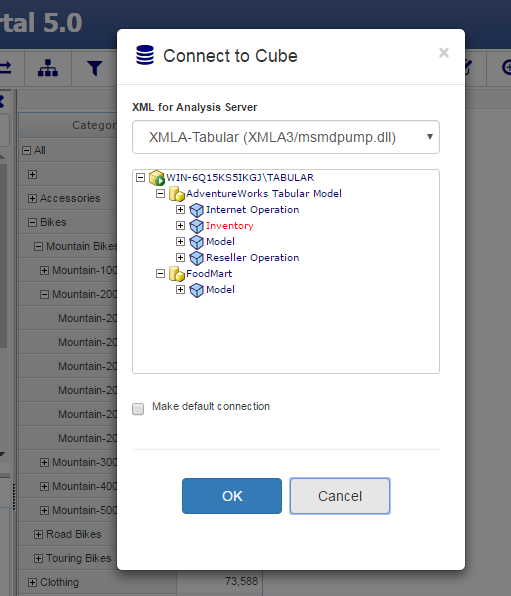 rtal 5.0
Connect to Cube
×
XML for Analysis Server
XMLA-Tabular (XMLA3/msmdpump.dll)
WIN-6Q15KS5IKGJ\TABULAR
AdventureWorks Tabular Model
Internet Operation
Inventory
Model
Reseller Operation
FoodMart
Model
Make default connection
OK
Cancel
Categor
All
Accessories
Bikes
Mountain Bikes
Mountain-100
Mountain-200
Mountain-20
Mountain-20
Mountain-20
Mountain-20
Mountain-20
Mountain-20
Mountain-300
Mountain-400
Mountain-500
Road Bikes
Touring Bikes
Clothing
73,588